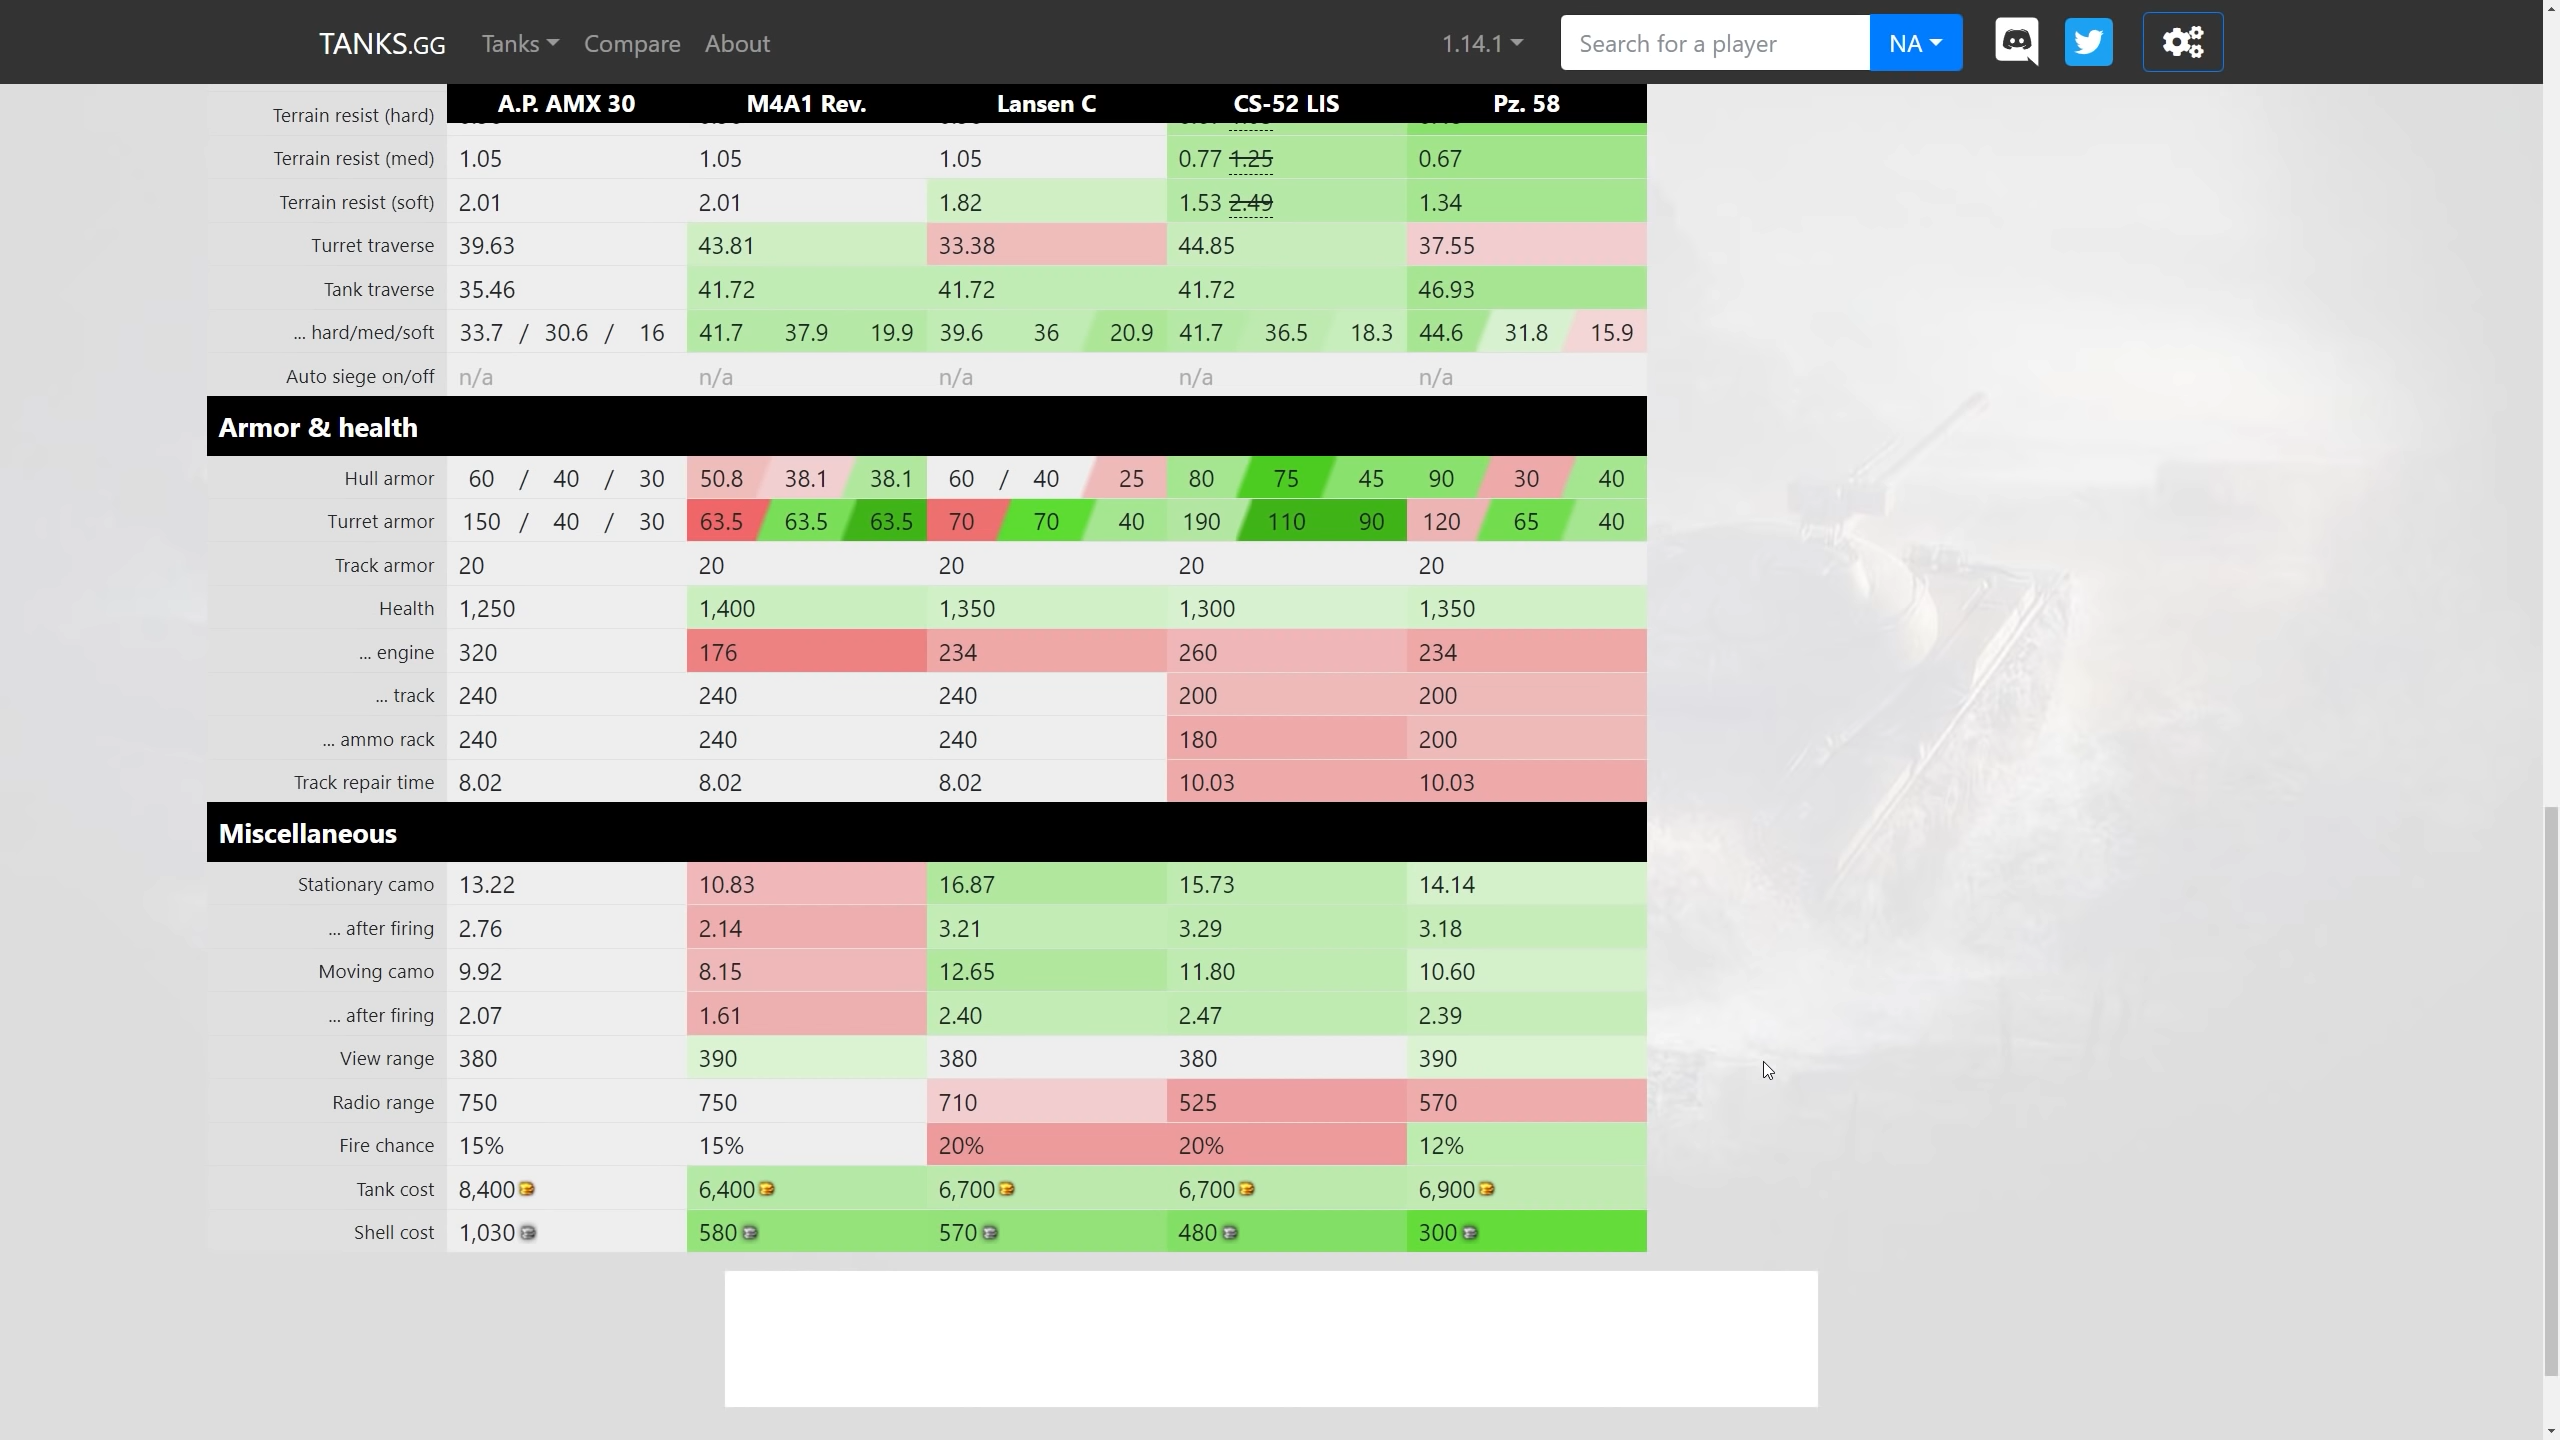 TANKS.GG Tanks Compare About 1.14.1 Search for a player NA
A.P. AMX 30 M4A1 Rev. Lansen C CS-52 LIS Pz. 58
Terrain resist (hard)
Terrain resist (med) 1.05 1.05 1.05 0.77 1.25 0.67
Terrain resist (soft) 2.01 2.01 1.82 1.53 2.49 1.34
Turret traverse 39.63 43.81 33.38 44.85 37.55
Tank traverse 35.46 41.72 41.72 41.72 46.93
... hard/med/soft 33.7 / 30.6 / 16 41.7 37.9 19.9 39.6 36 20.9 41.7 36.5 18.3 44.6 31.8 15.9
Auto siege on/off n/a n/a n/a n/a n/a
Armor & health
Hull armor 60 / 40 / 30 50.8 38.1 38.1 60 / 40 25 80 75 45 90 30 40
Turret armor 150 / 40 / 30 63.5 63.5 63.5 70 70 40 190 110 90 120 65 40
Track armor 20 20 20 20 20
Health 1,250 1,400 1,350 1,300 1,350
... engine 320 176 234 260 234
... track 240 240 240 200 200
... ammo rack 240 240 240 180 200
Track repair time 8.02 8.02 8.02 10.03 10.03
Miscellaneous
Stationary camo 13.22 10.83 16.87 15.73 14.14
... after firing 2.76 2.14 3.21 3.29 3.18
Moving camo 9.92 8.15 12.65 11.80 10.60
... after firing 2.07 1.61 2.40 2.47 2.39
View range 380 390 380 380 390
Radio range 750 750 710 525 570
Fire chance 15% 15% 20% 20% 12%
Tank cost 8,400 6,400 6,700 6,700 6,900
Shell cost 1,030 580 570 480 300